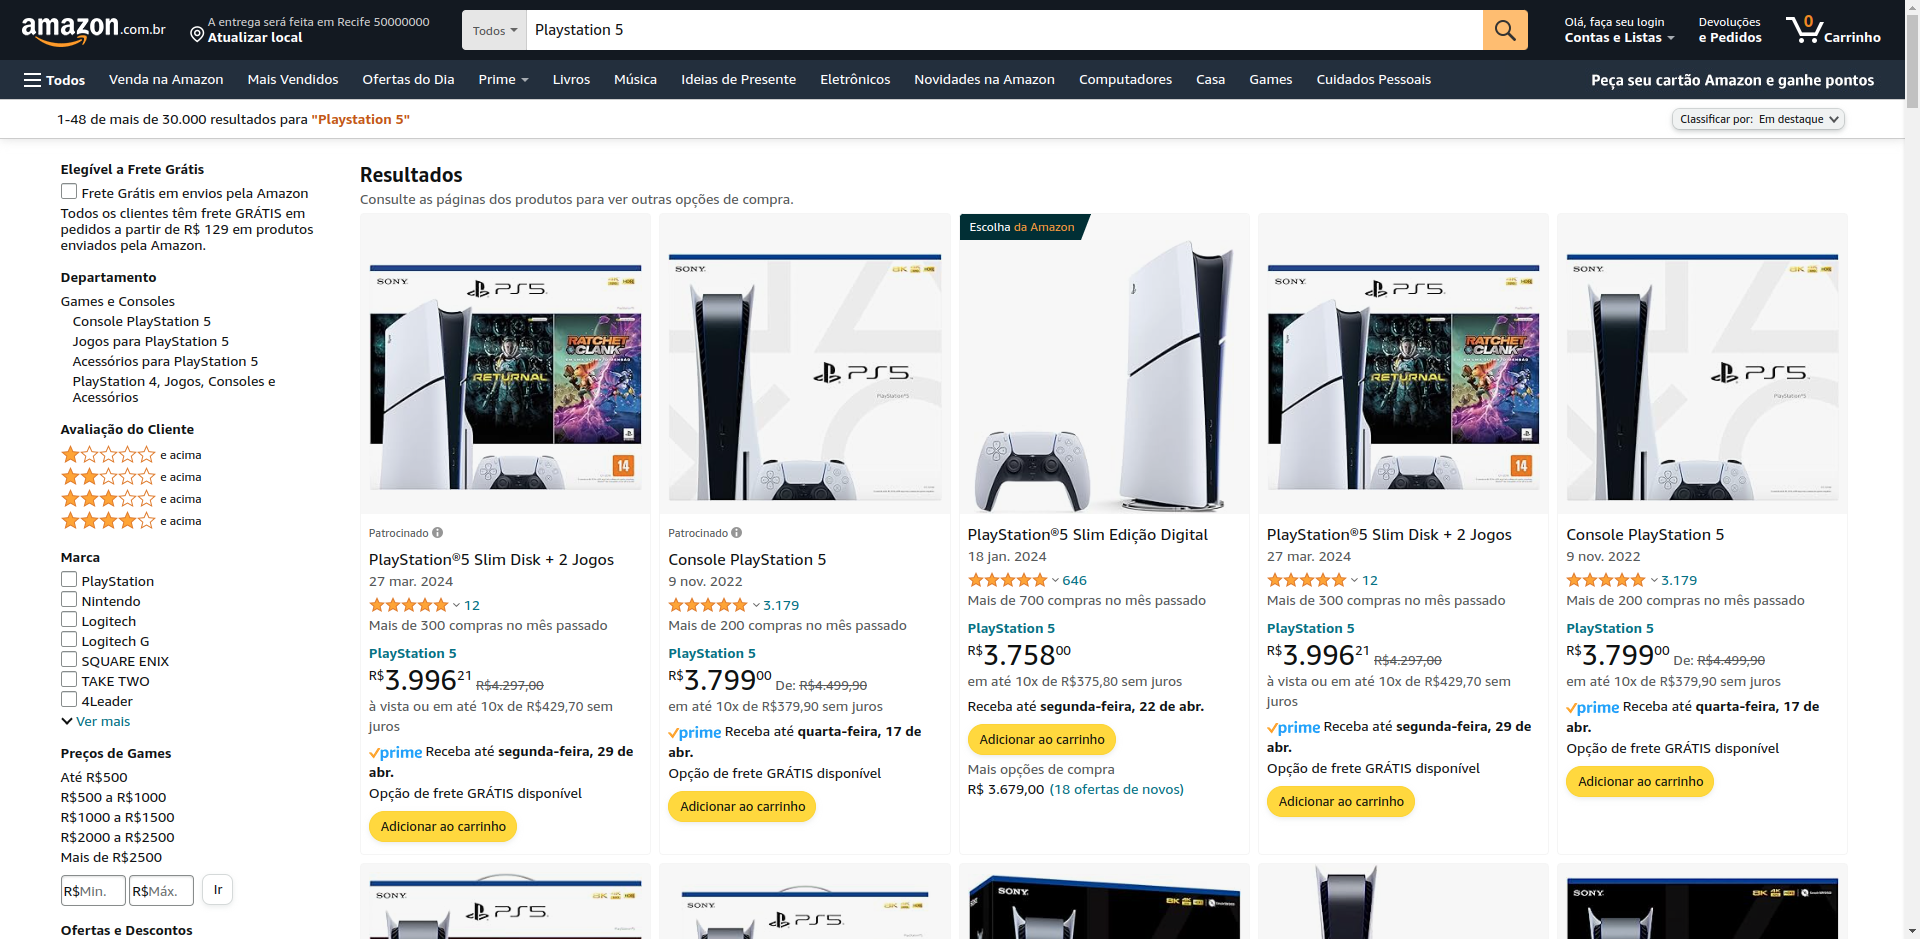 amazon.com.br
A entrega será feita em Recife 50000000
Atualizar local
Todos
Playstation 5
Olá, faça seu login
Contas e Listas
Devoluções
e Pedidos
0
Carrinho
Todos
Venda na Amazon
Mais Vendidos
Ofertas do Dia
Prime
Livros
Música
Ideias de Presente
Eletrônicos
Novidades na Amazon
Computadores
Casa
Games
Cuidados Pessoais
Peça seu cartão Amazon e ganhe pontos
1-48 de mais de 30.000 resultados para "Playstation 5"
Classificar por: Em destaque
Elegível a Frete Grátis
Frete Grátis em envios pela Amazon
Todos os clientes têm frete GRÁTIS em
pedidos a partir de R$ 129 em produtos
enviados pela Amazon.
Departamento
Games e Consoles
Console PlayStation 5
Jogos para PlayStation 5
Acessórios para PlayStation 5
PlayStation 4, Jogos, Consoles e
Acessórios
Avaliação do Cliente
e acima
e acima
e acima
e acima
Marca
PlayStation
Nintendo
Logitech
Logitech G
SQUARE ENIX
TAKE TWO
4Leader
Ver mais
Preços de Games
Até R$500
R$500 a R$1000
R$1000 a R$1500
R$2000 a R$2500
Mais de R$2500
R$Min.
R$Máx.
Ir
Ofertas e Descontos
Resultados
Consulte as páginas dos produtos para ver outras opções de compra.
SONY
PS5
RETURNAL
RATCHET
CLANK
14
Patrocinado
PlayStation®5 Slim Disk + 2 Jogos
27 mar. 2024
12
Mais de 300 compras no mês passado
PlayStation 5
R$3.99621 R$4.297,00
à vista ou em até 10x de R$429,70 sem
juros
prime Receba até segunda-feira, 29 de
abr.
Opção de frete GRÁTIS disponível
Adicionar ao carrinho
SONY
8K
PS5
PlayStation®5
Patrocinado
Console PlayStation 5
9 nov. 2022
3.179
Mais de 200 compras no mês passado
PlayStation 5
R$3.79900 De: R$4.499,90
em até 10x de R$379,90 sem juros
prime Receba até quarta-feira, 17 de
abr.
Opção de frete GRÁTIS disponível
Adicionar ao carrinho
Escolha da Amazon
PlayStation®5 Slim Edição Digital
18 jan. 2024
646
Mais de 700 compras no mês passado
PlayStation 5
R$3.75800
em até 10x de R$375,80 sem juros
Receba até segunda-feira, 22 de abr.
Adicionar ao carrinho
Mais opções de compra
R$ 3.679,00 (18 ofertas de novos)
SONY
PS5
RETURNAL
RATCHET
CLANK
14
PlayStation®5 Slim Disk + 2 Jogos
27 mar. 2024
12
Mais de 300 compras no mês passado
PlayStation 5
R$3.99621 R$4.297,00
à vista ou em até 10x de R$429,70 sem
juros
prime Receba até segunda-feira, 29 de
abr.
Opção de frete GRÁTIS disponível
Adicionar ao carrinho
SONY
8K
PS5
PlayStation®5
Console PlayStation 5
9 nov. 2022
3.179
Mais de 200 compras no mês passado
PlayStation 5
R$3.79900 De: R$4.499,90
em até 10x de R$379,90 sem juros
prime Receba até quarta-feira, 17 de
abr.
Opção de frete GRÁTIS disponível
Adicionar ao carrinho
SONY
8K
PS5
SONY
8K
PS5
SONY
8K
SONY
8K